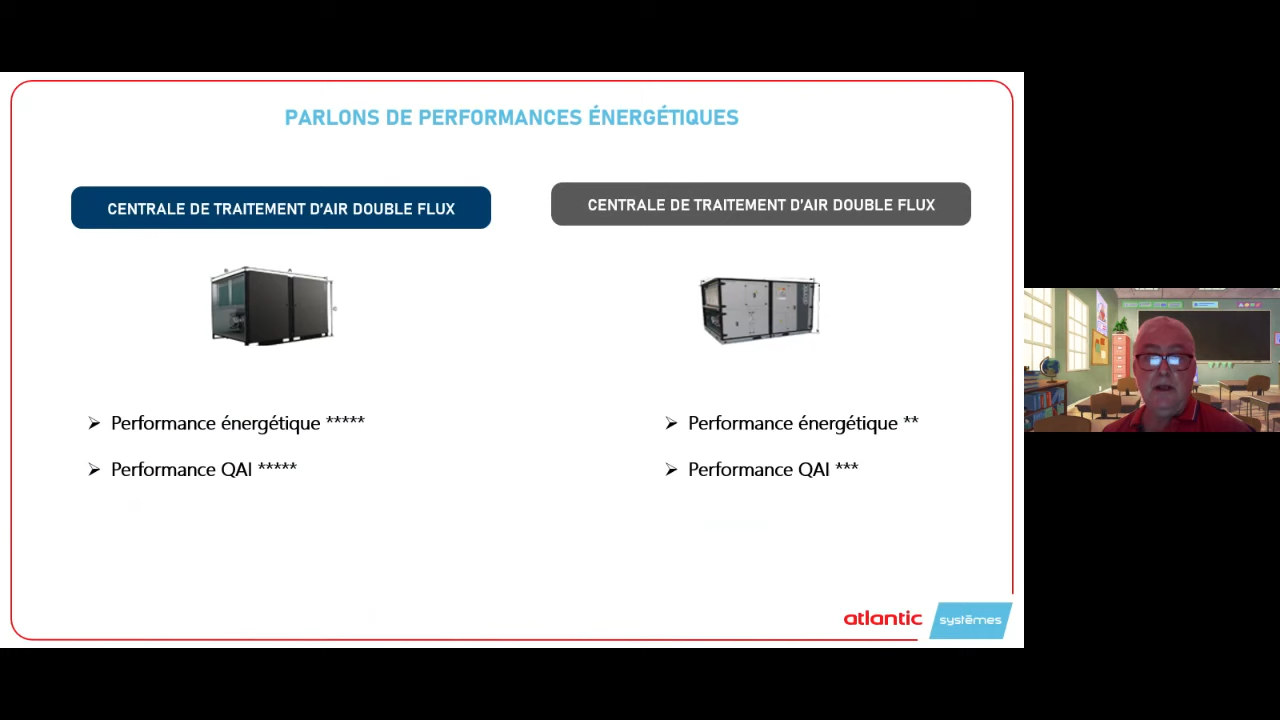 PARLONS DE PERFORMANCES ÉNERGÉTIQUES
CENTRALE DE TRAITEMENT D'AIR DOUBLE FLUX
CENTRALE DE TRAITEMENT D'AIR DOUBLE FLUX
➢ Performance énergétique *****
➢ Performance QAI *****
➢ Performance énergétique **
➢ Performance QAI ***
atlantic
systèmes